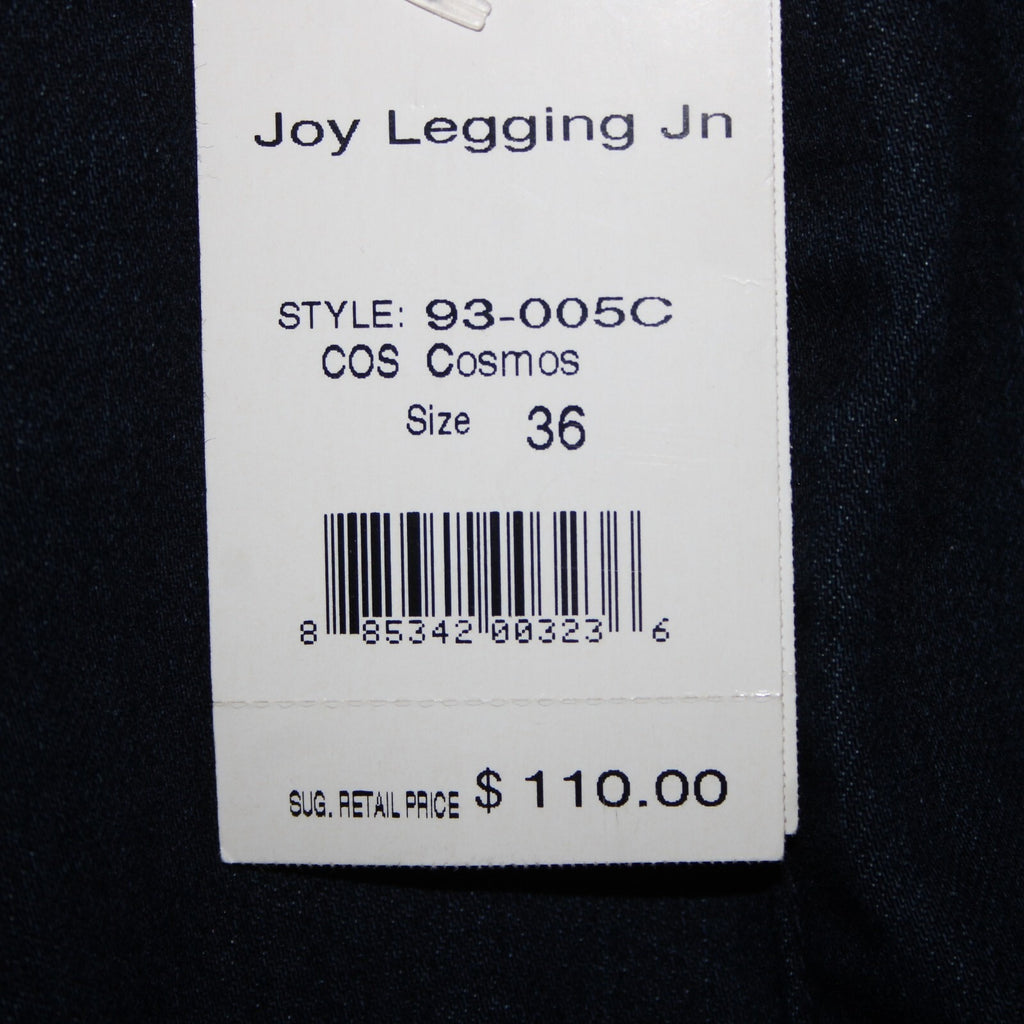 Joy Legging Jn
STYLE: 93-005C
COS Cosmos
Size 36
8 85342 00323 6
SUG. RETAIL PRICE $ 110.00